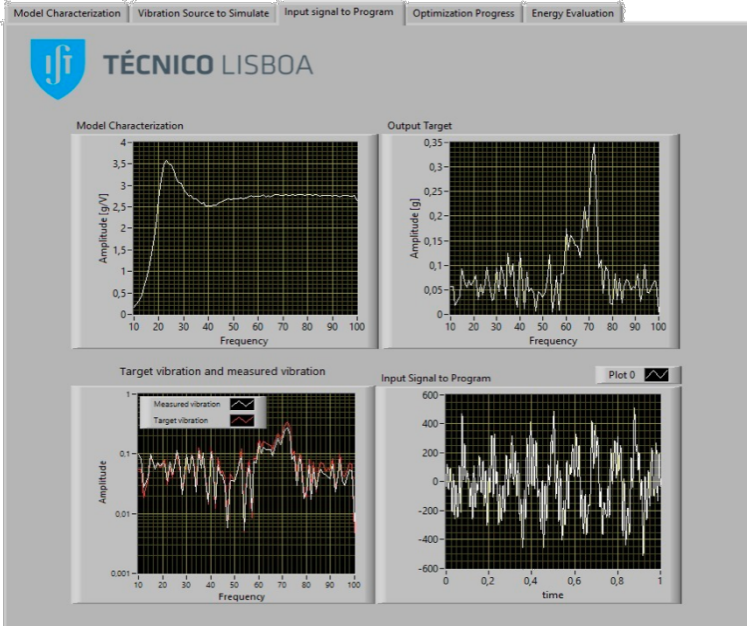 Model Characterization
Vibration Source to Simulate
Input signal to Program
Optimization Progress
Energy Evaluation
TÉCNICO LISBOA
Model Characterization
Amplitude [g/V]
4
3,5
3
2,5
2
1,5
1
0,5
0
10 20 30 40 50 60 70 80 90 100
Frequency
Output Target
Amplitude [g]
0,35
0,3
0,25
0,2
0,15
0,1
0,05
0
10 20 30 40 50 60 70 80 90 100
Frequency
Target vibration and measured vibration
Measured vibration
Target vibration
Amplitude
1
0.1
0.01
0,001
10 20 30 40 50 60 70 80 90 100
Frequency
Input Signal to Program
Plot 0
600
400
200
0
-200
-400
-600
0 0,2 0,4 0,6 0,8 1
time